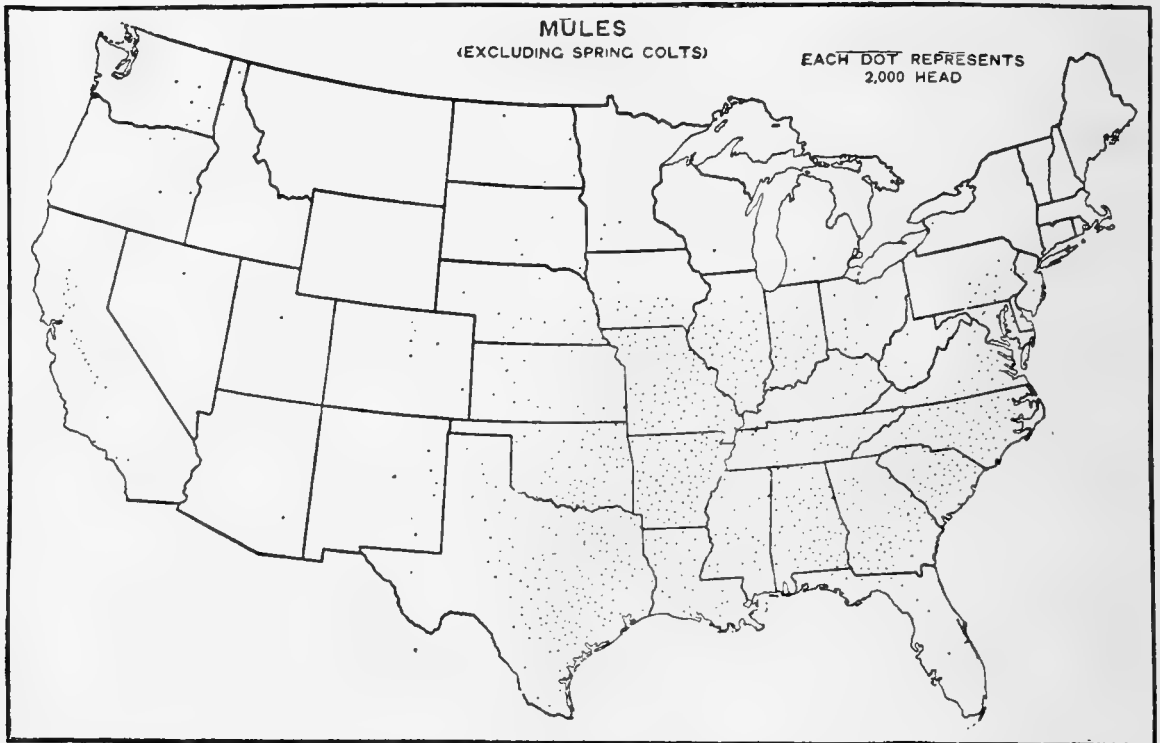 MULES
(EXCLUDING SPRING COLTS)
EACH DOT REPRESENTS
2,000 HEAD